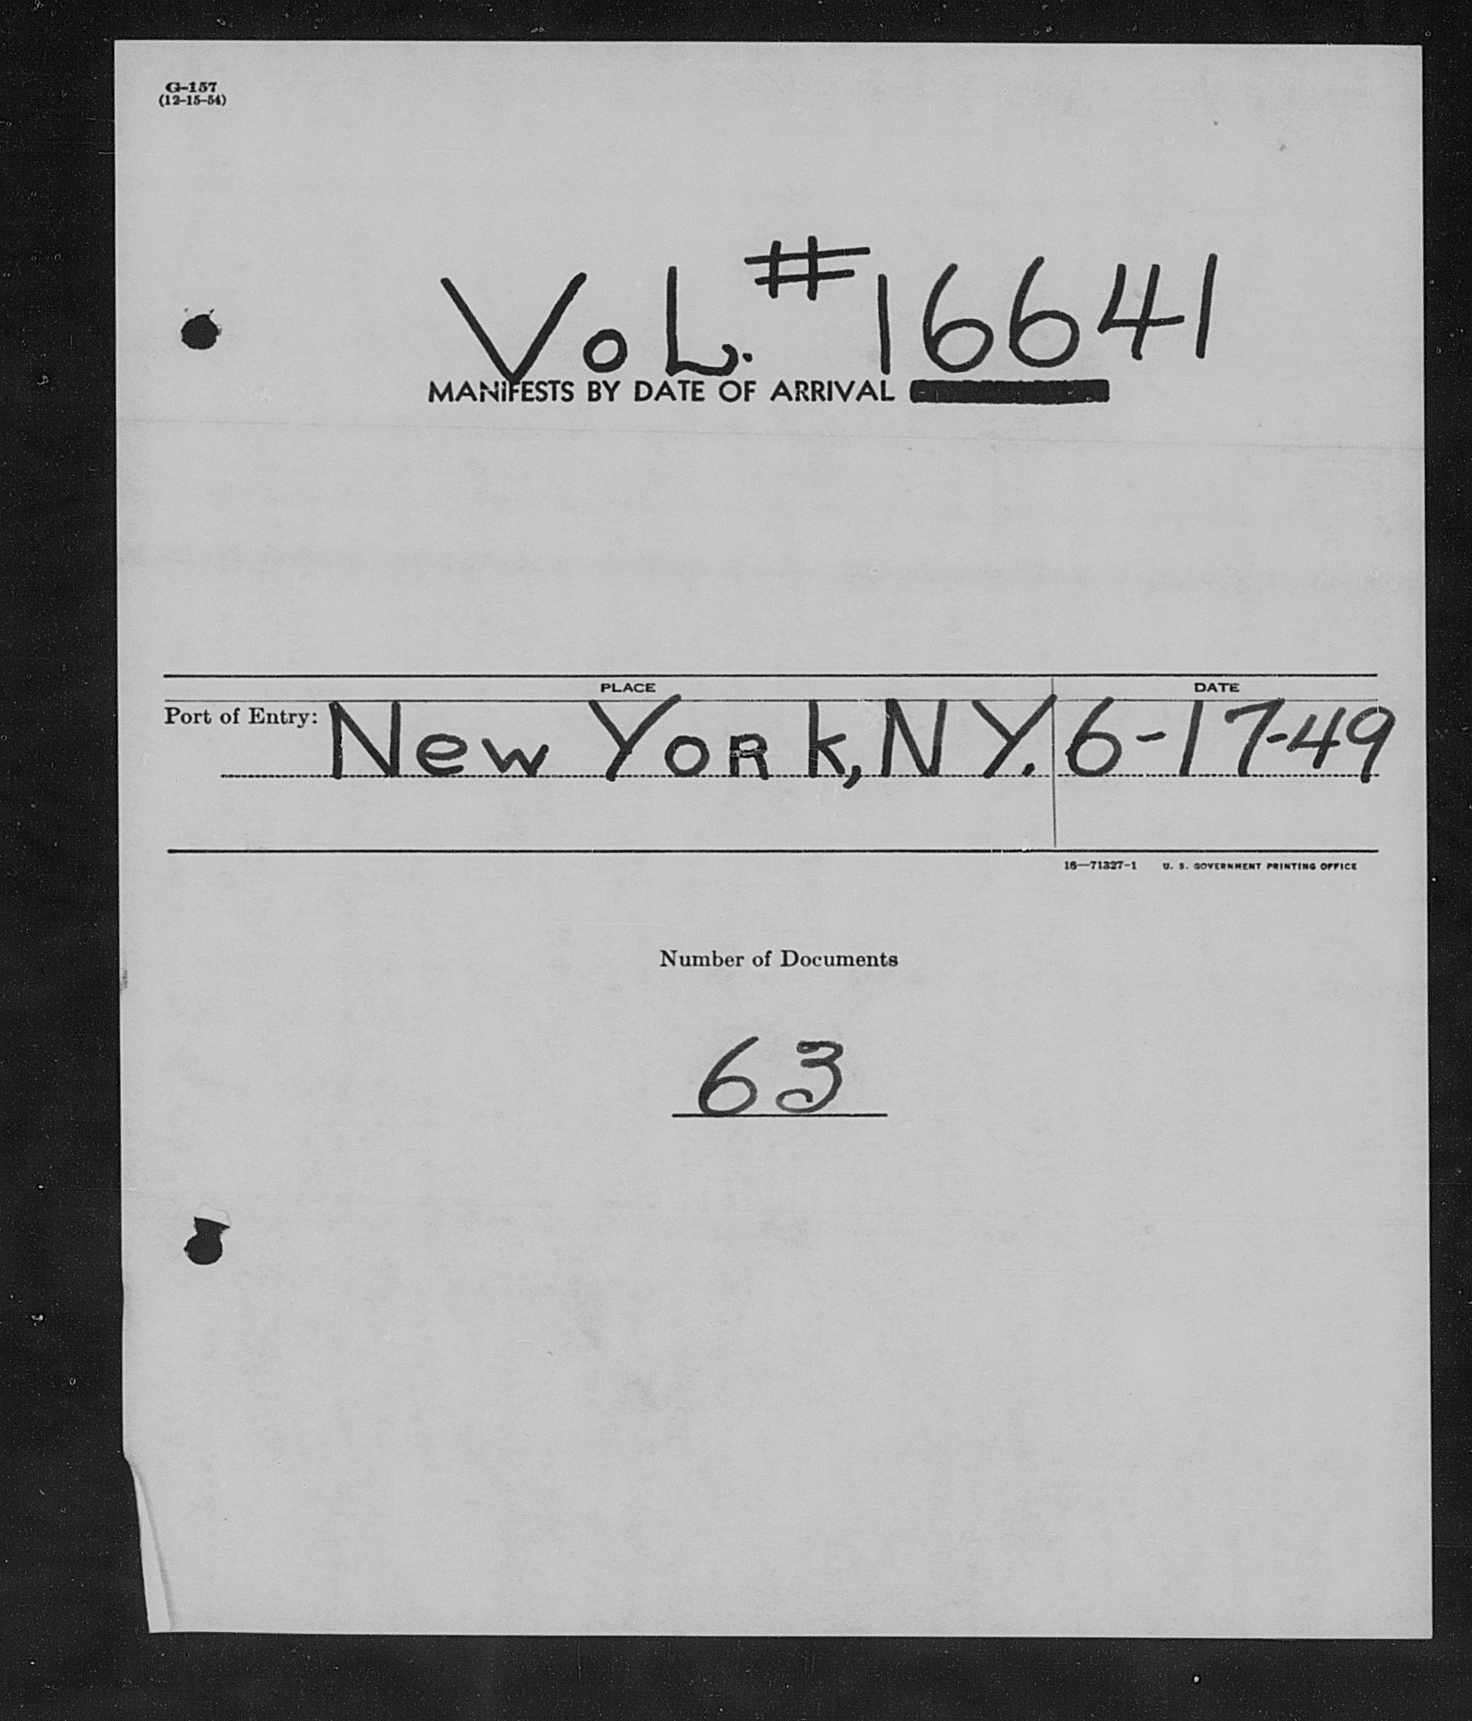 G-157
(12-15-54)
VoL. #16641
MANIFESTS BY DATE OF ARRIVAL
PLACE DATE
Port of Entry: New York, NY. 6-17-49
16—71327-1 U. S. GOVERNMENT PRINTING OFFICE
Number of Documents
63